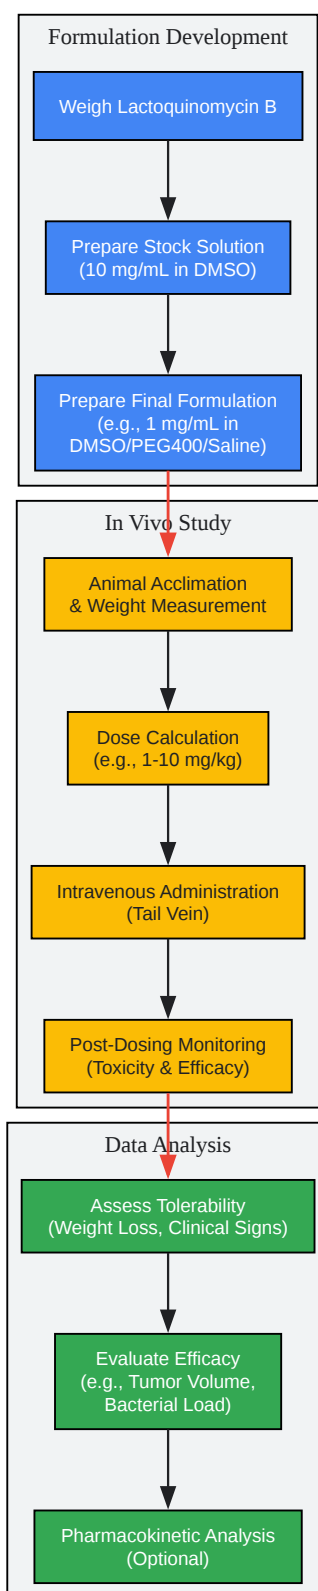 Formulation Development
Weigh Lactoquinomycin B
Prepare Stock Solution
(10 mg/mL in DMSO)
Prepare Final Formulation
(e.g., 1 mg/mL in
DMSO/PEG400/Saline)
In Vivo Study
Animal Acclimation
& Weight Measurement
Dose Calculation
(e.g., 1-10 mg/kg)
Intravenous Administration
(Tail Vein)
Post-Dosing Monitoring
(Toxicity & Efficacy)
Data Analysis
Assess Tolerability
(Weight Loss, Clinical Signs)
Evaluate Efficacy
(e.g., Tumor Volume,
Bacterial Load)
Pharmacokinetic Analysis
(Optional)